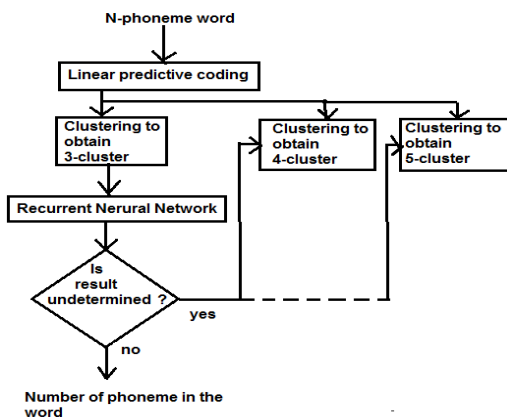 N-phoneme word
Linear predictive coding
Clustering to
obtain
3-cluster
Clustering to
obtain
4-cluster
Clustering to
obtain
5-cluster
Recurrent Nerural Network
Is
result
undetermined ?
yes
no
Number of phoneme in the
word